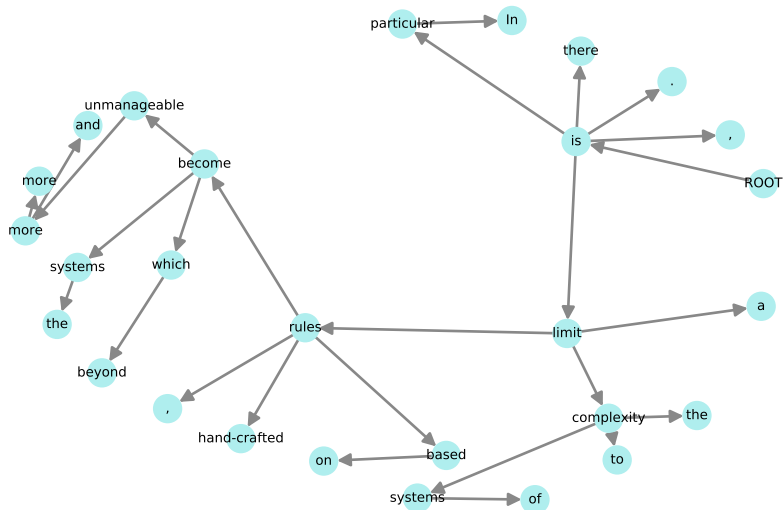 particular
In
there
.
unmanageable
and
,
is
become
more
ROOT
more
systems
which
a
the
rules
limit
beyond
,
complexity
the
hand-crafted
on
based
to
systems
of